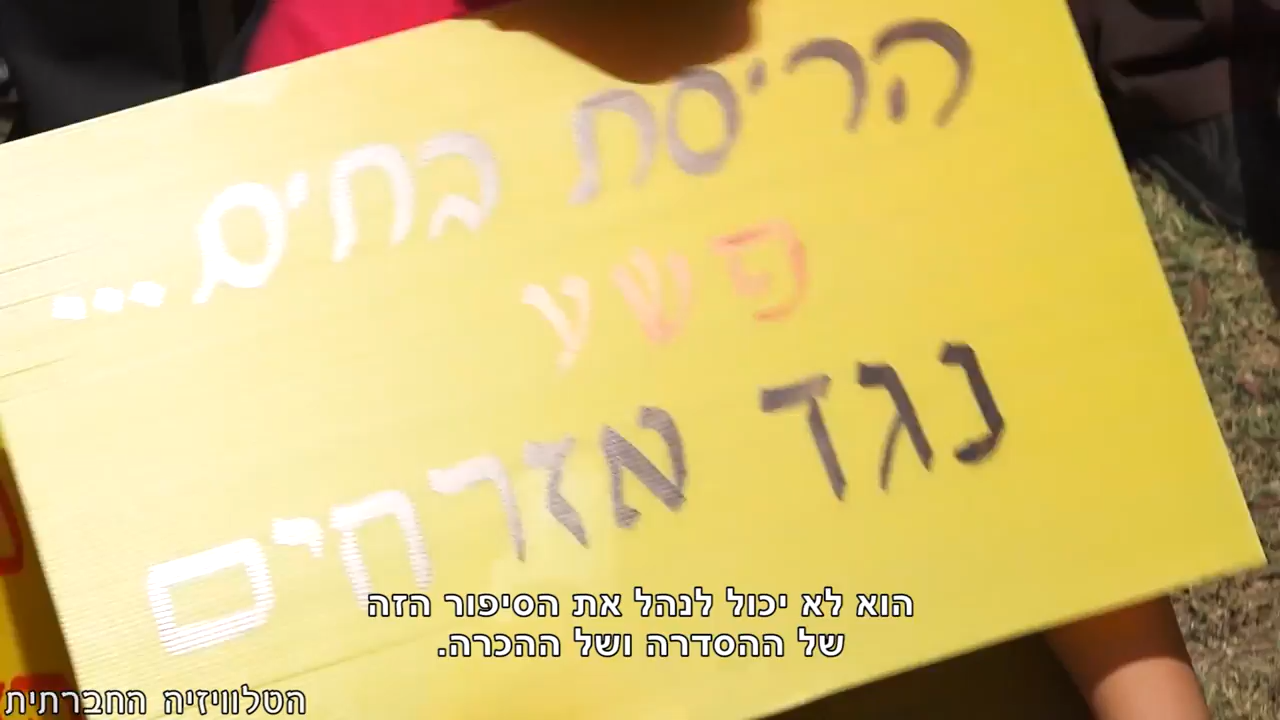 הריסת בתים...
פשע
נגד אזרחים
הוא לא יכול לנהל את הסיפור הזה
של ההסדרה ושל ההכרה.
הטלוויזיה החברתית